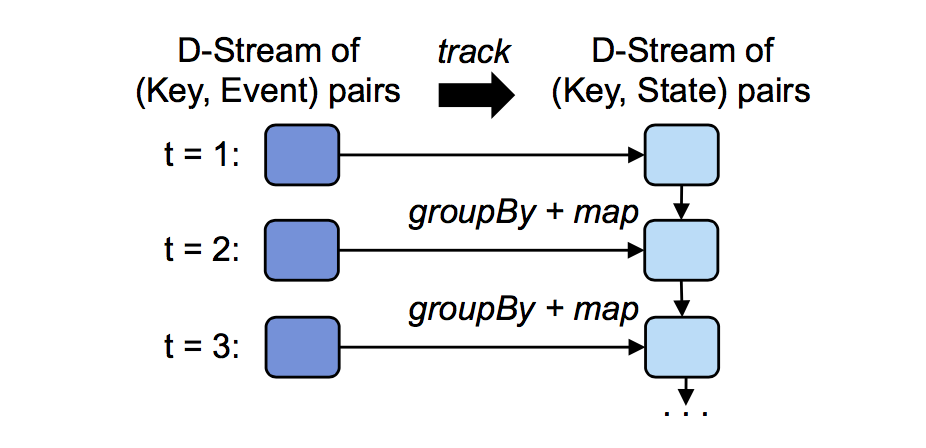 D-Stream of
(Key, Event) pairs
track
D-Stream of
(Key, State) pairs
t = 1:
groupBy + map
t = 2:
groupBy + map
t = 3:
. . .